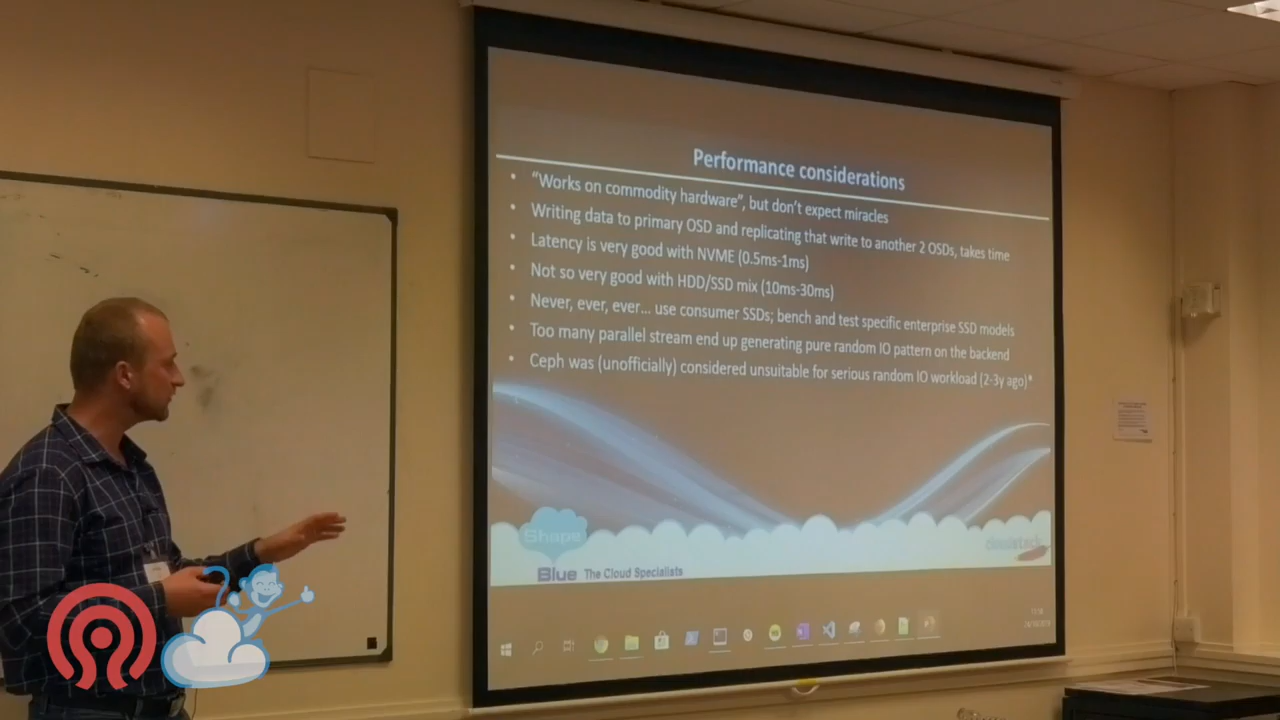 Performance considerations
• "Works on commodity hardware", but don't expect miracles
• Writing data to primary OSD and replicating that write to another 2 OSDs, takes time
• Latency is very good with NVME (0.5ms-1ms)
• Not so very good with HDD/SSD mix (10ms-30ms)
• Never, ever, ever... use consumer SSDs; bench and test specific enterprise SSD models
• Too many parallel stream end up generating pure random IO pattern on the backend
• Ceph was (unofficially) considered unsuitable for serious random IO workload (2-3y ago)*
Shape
Blue The Cloud Specialists